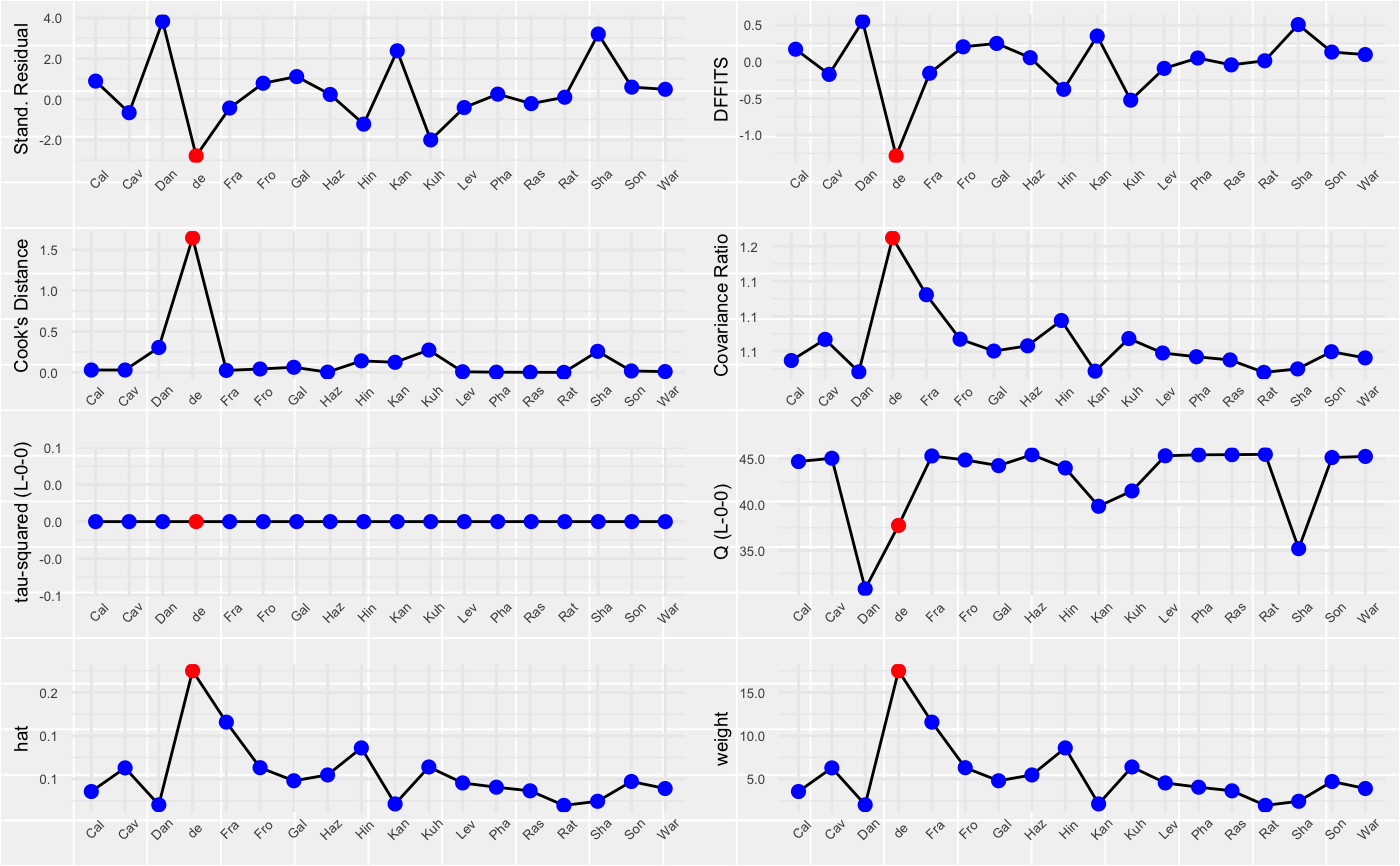 Stand. Residual
4.0
2.0
0.0
-2.0
Cal Cav Dan de Fra Fro Gal Haz Hin Kan Kuh Lev Pha Ras Rat Sha Son War
DFFITS
0.5
0.0
-0.5
-1.0
Cal Cav Dan de Fra Fro Gal Haz Hin Kan Kuh Lev Pha Ras Rat Sha Son War
Cook's Distance
1.5
1.0
0.5
0.0
Cal Cav Dan de Fra Fro Gal Haz Hin Kan Kuh Lev Pha Ras Rat Sha Son War
Covariance Ratio
1.2
1.1
1.1
1.1
Cal Cav Dan de Fra Fro Gal Haz Hin Kan Kuh Lev Pha Ras Rat Sha Son War
tau-squared (L-0-0)
0.1
0.0
0.0
-0.0
-0.1
Cal Cav Dan de Fra Fro Gal Haz Hin Kan Kuh Lev Pha Ras Rat Sha Son War
Q (L-0-0)
45.0
40.0
35.0
Cal Cav Dan de Fra Fro Gal Haz Hin Kan Kuh Lev Pha Ras Rat Sha Son War
hat
0.2
0.1
0.1
Cal Cav Dan de Fra Fro Gal Haz Hin Kan Kuh Lev Pha Ras Rat Sha Son War
weight
15.0
10.0
5.0
Cal Cav Dan de Fra Fro Gal Haz Hin Kan Kuh Lev Pha Ras Rat Sha Son War